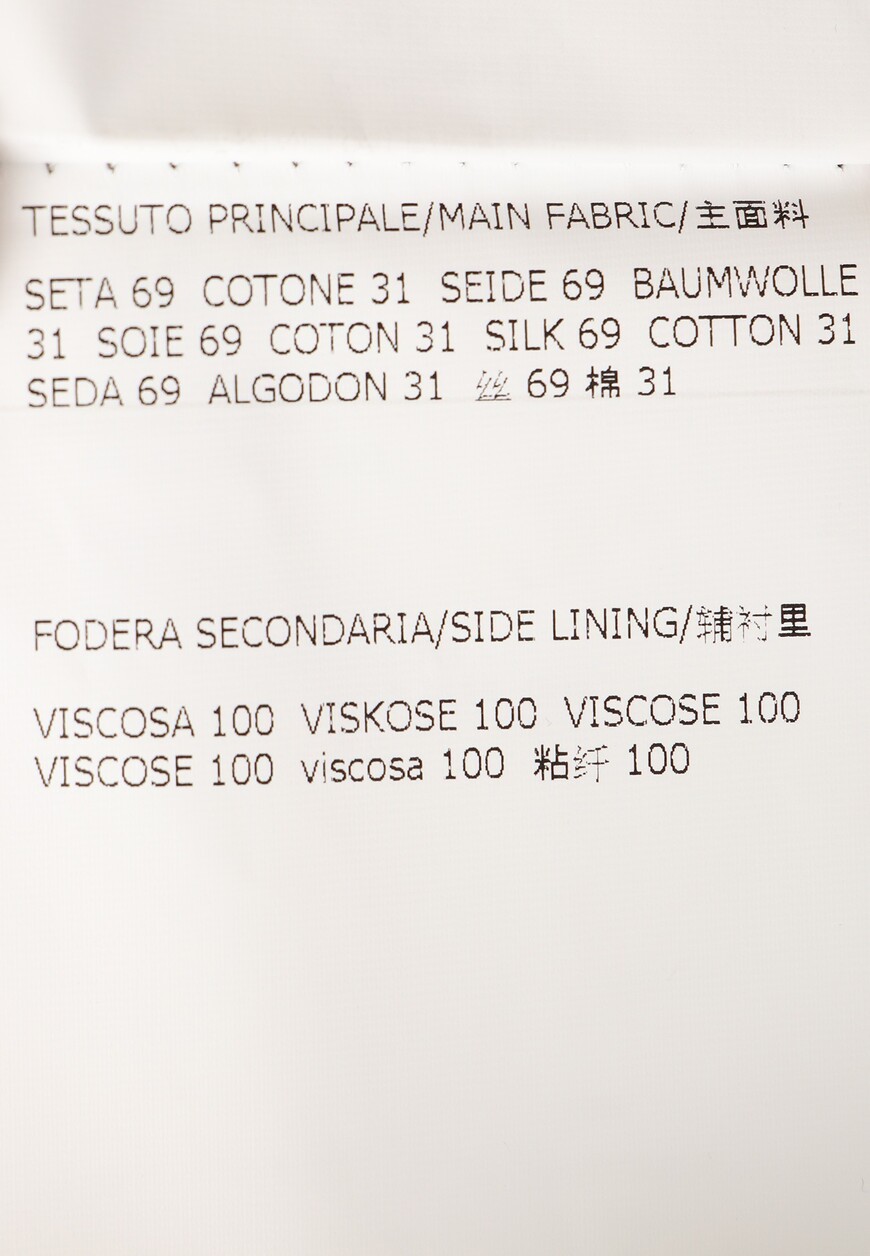 TESSUTO PRINCIPALE/MAIN FABRIC/主面料
SETA 69 COTONE 31 SEIDE 69 BAUMWOLLE
31 SOIE 69 COTON 31 SILK 69 COTTON 31
SEDA 69 ALGODON 31 丝 69 棉 31
FODERA SECONDARIA/SIDE LINING/辅衬里
VISCOSA 100 VISKOSE 100 VISCOSE 100
VISCOSE 100 viscosa 100 粘纤 100